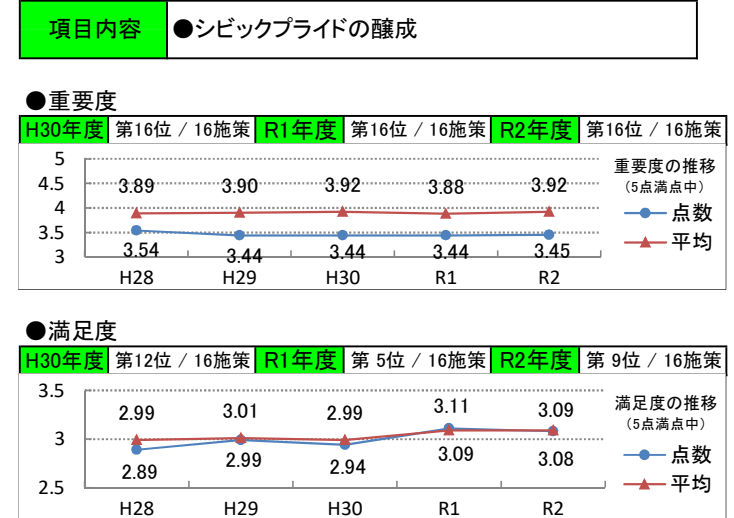 項目内容 ●シビックプライドの醸成
●重要度
H30年度 第16位 / 16施策 R1年度 第16位 / 16施策 R2年度 第16位 / 16施策
重要度の推移
（5点満点中）
点数
平均
5
4.5
4
3.5
3
3.89 3.90 3.92 3.88 3.92
3.54 3.44 3.44 3.44 3.45
H28 H29 H30 R1 R2
●満足度
H30年度 第12位 / 16施策 R1年度 第 5位 / 16施策 R2年度 第 9位 / 16施策
満足度の推移
（5点満点中）
点数
平均
3.5
3
2.5
2.99 3.01 2.99 3.11 3.09
2.89 2.99 2.94 3.09 3.08
H28 H29 H30 R1 R2